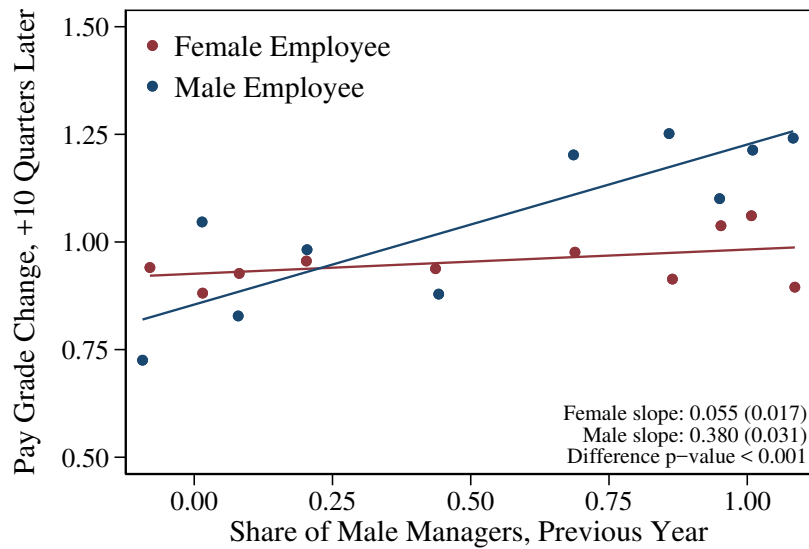 Pay Grade Change, +10 Quarters Later
1.50
1.25
1.00
0.75
0.50
Female Employee
Male Employee
Female slope: 0.055 (0.017)
Male slope: 0.380 (0.031)
Difference p−value < 0.001
0.00 0.25 0.50 0.75 1.00
Share of Male Managers, Previous Year